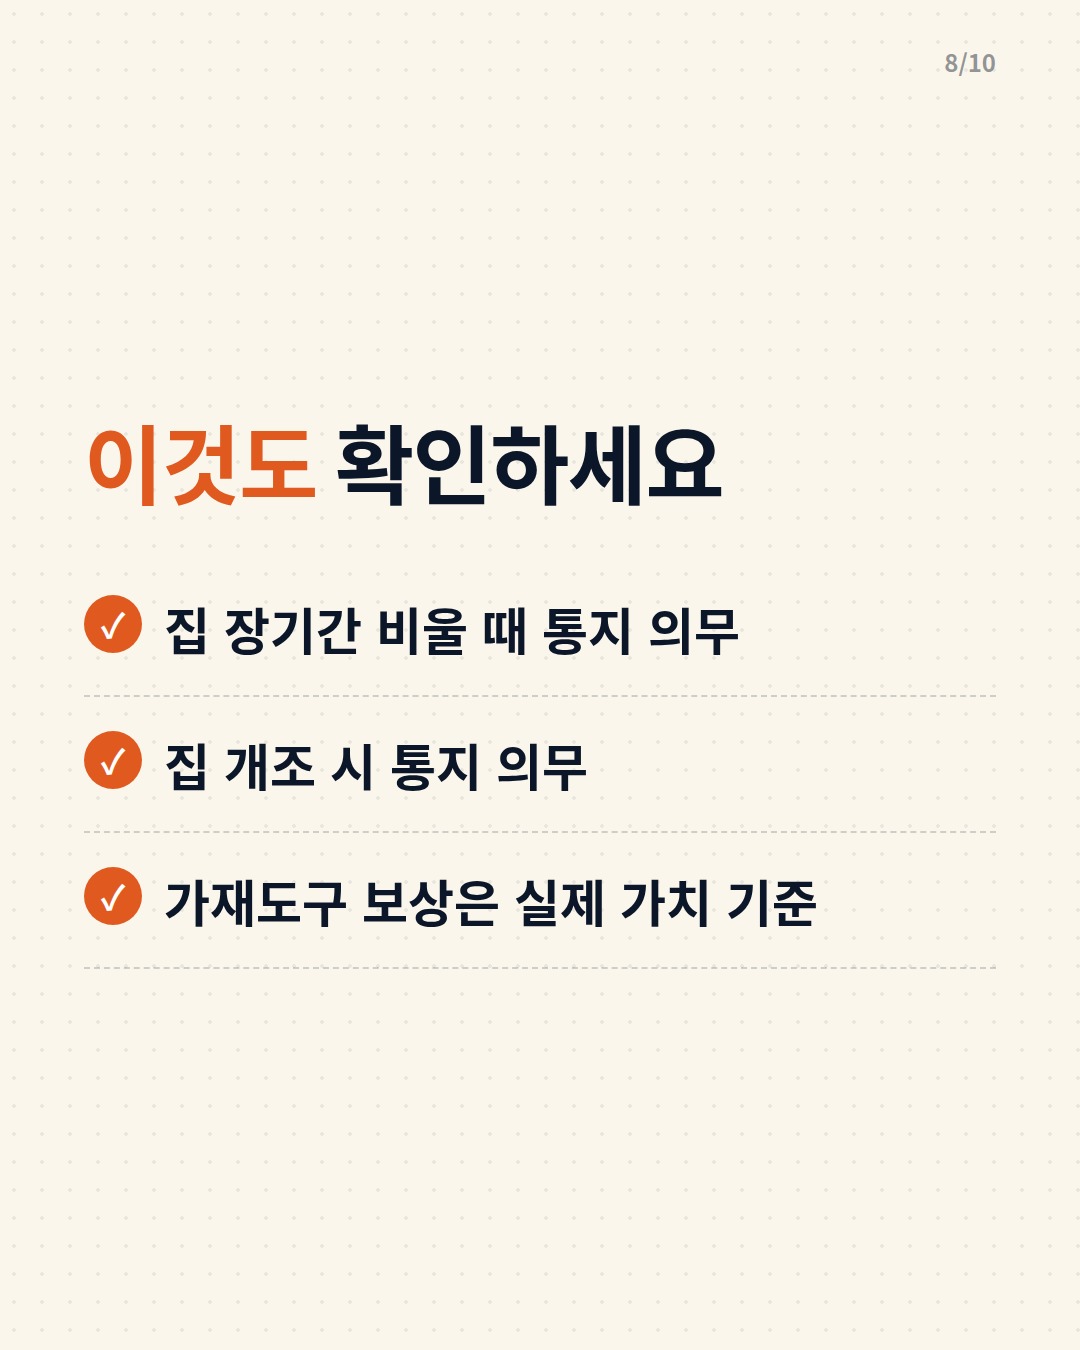 8/10
이것도 확인하세요
✓ 집 장기간 비울 때 통지 의무
✓ 집 개조 시 통지 의무
✓ 가재도구 보상은 실제 가치 기준